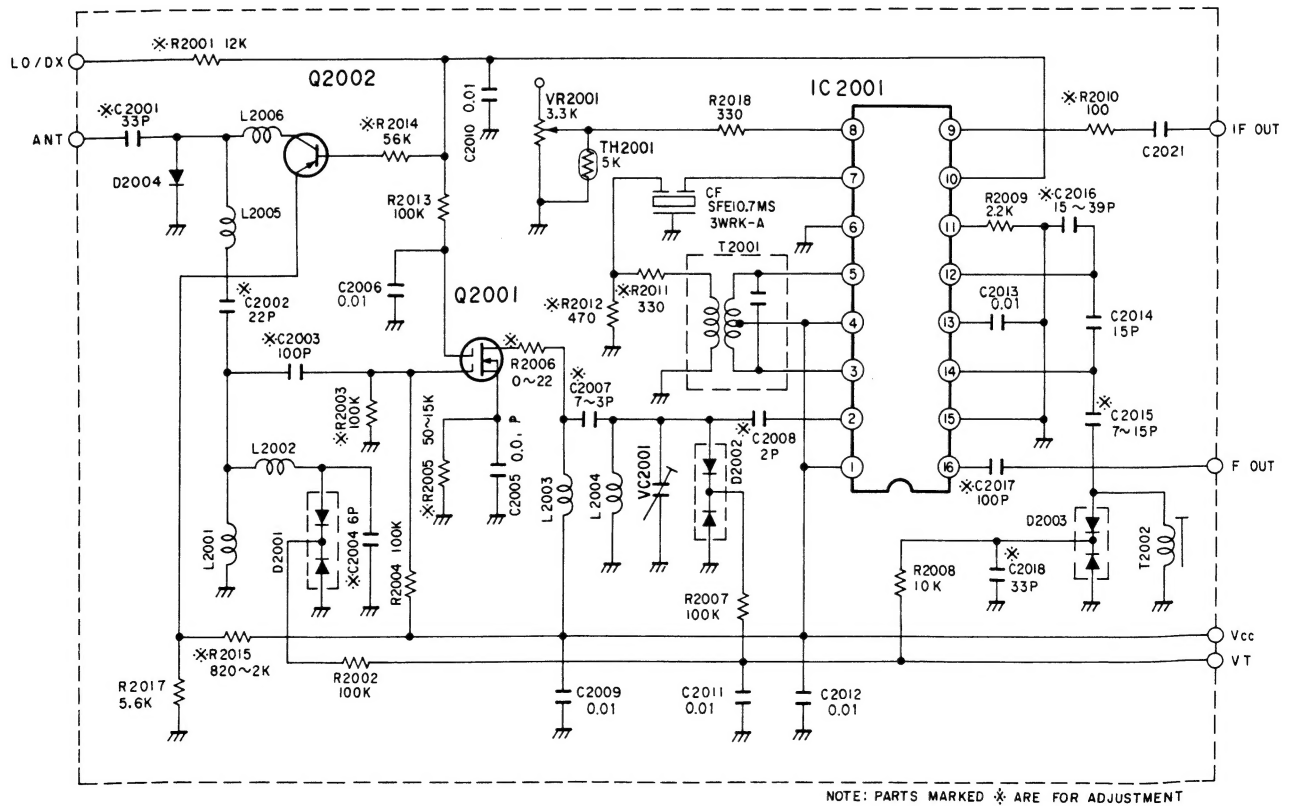 LO/DX
※R2001 12K
Q2002
※C2001
33P
ANT
L2006
D2004
L2005
※R2014
56K
C2010 0.01
R2013
100K
VR2001
3.3K
TH2001
5K
R2018
330
IC2001
※R2010
100
C2021
IF OUT
CF
SFE10.7MS
3WRK-A
T2001
R2009
2.2K
※C2016
15～39P
8
9
7
10
6
11
5
12
4
13
3
14
2
15
1
16
※
C2002
22P
C2006
0.01
Q2001
※R2012
470
※R2011
330
C2013
0.01
C2014
15P
※C2003
100P
※
R2006
0～22
※
C2007
7～3P
※
C2015
7～15P
※R2003
100K
50～15K
※R2005
0.01 P
C2005
L2003
L2004
VC2001
D2002
※
C2008
2P
※C2017
100P
F OUT
L2002
L2001
D2001
※C2004 6P
R2004 100K
R2007
100K
R2008
10K
※
C2018
33P
D2003
T2002
Vcc
VT
※R2015
820～2K
R2017
5.6K
R2002
100K
C2009
0.01
C2011
0.01
C2012
0.01
NOTE: PARTS MARKED ※ ARE FOR ADJUSTMENT